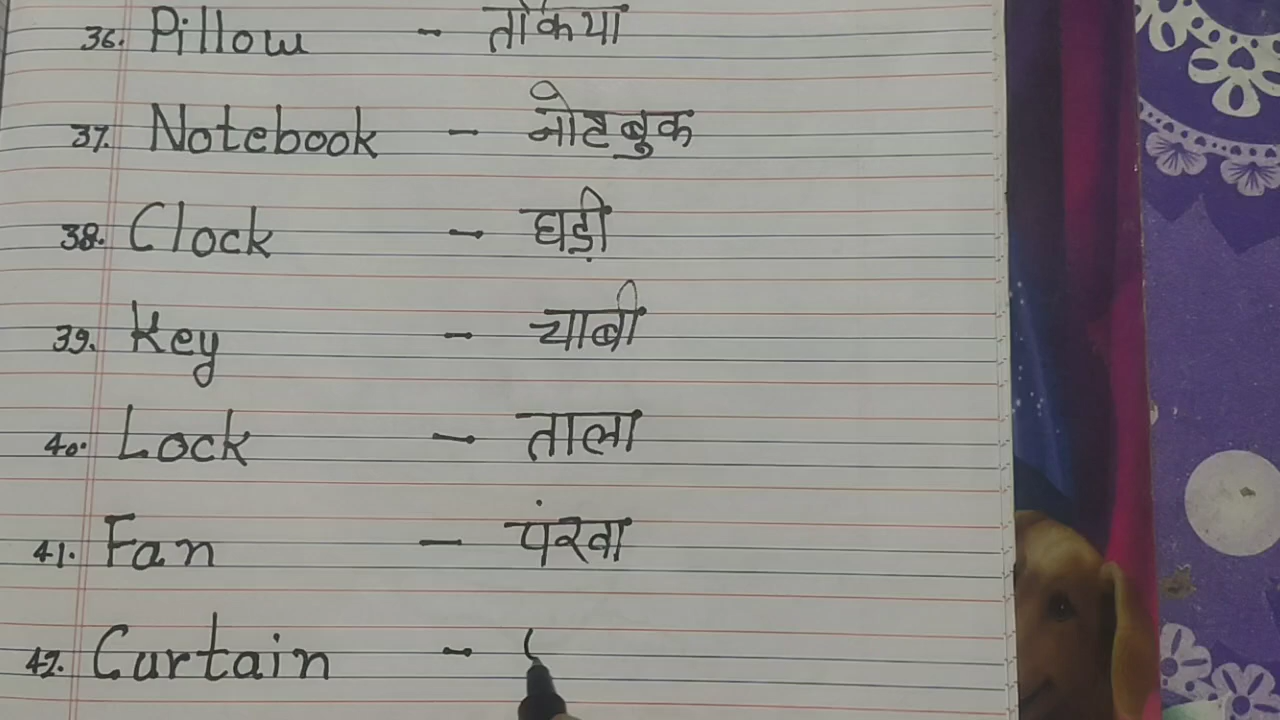 36. Pillow - तकिया
37. Notebook - नोटबुक
38. Clock - घड़ी
39. Key - चाबी
40. Lock - ताला
41. Fan - पंखा
42. Curtain -